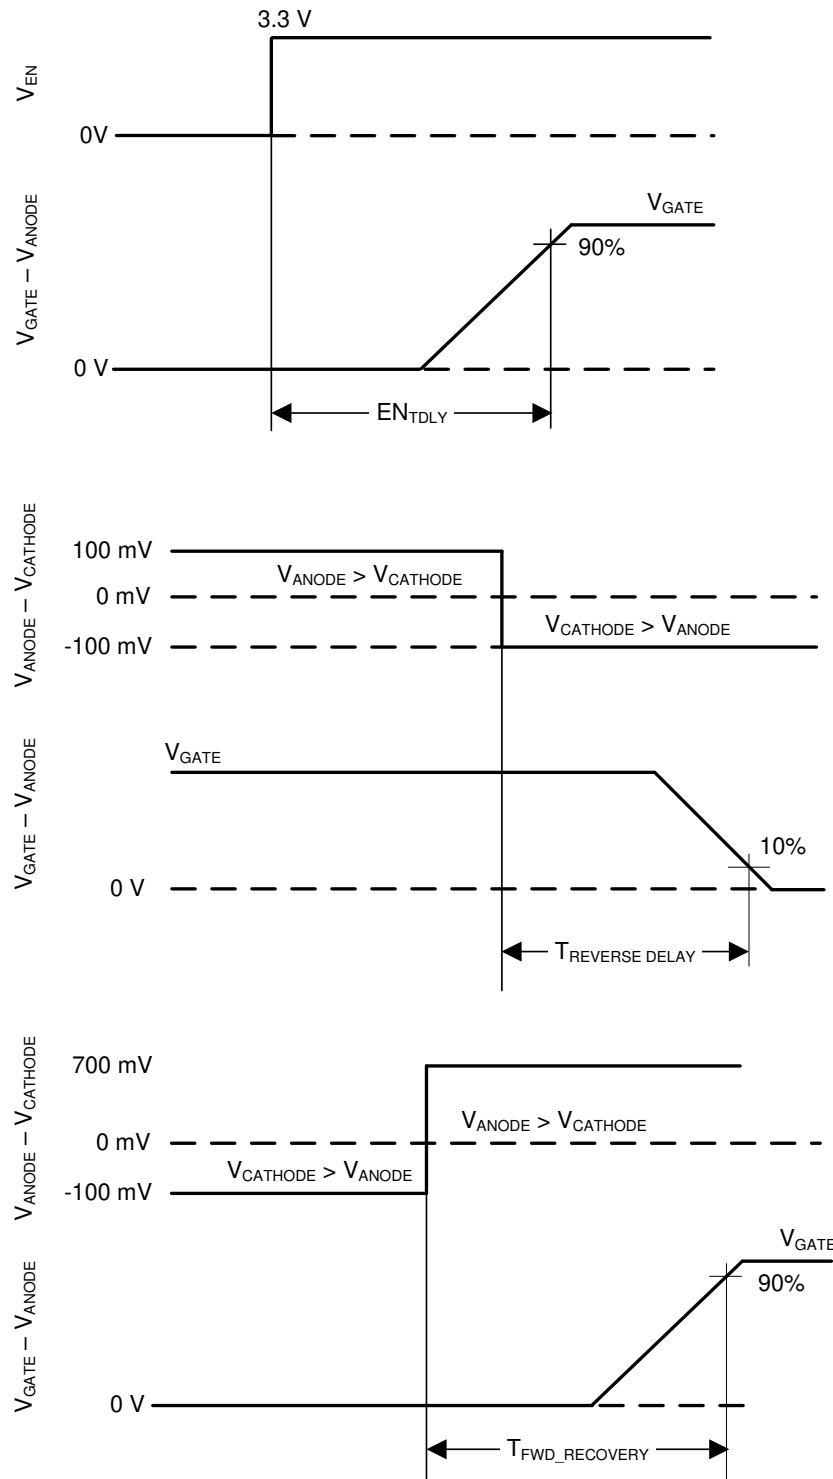 3.3 V
VEN
0V
VGATE – VANODE
VGATE
90%
0 V
ENTDLY
VANODE – VCATHODE
100 mV
VANODE > VCATHODE
0 mV
VCATHODE > VANODE
-100 mV
VGATE – VANODE
VGATE
10%
0 V
TREVERSE DELAY
VANODE – VCATHODE
700 mV
VANODE > VCATHODE
0 mV
VCATHODE > VANODE
-100 mV
VGATE – VANODE
VGATE
90%
0 V
TFWD_RECOVERY